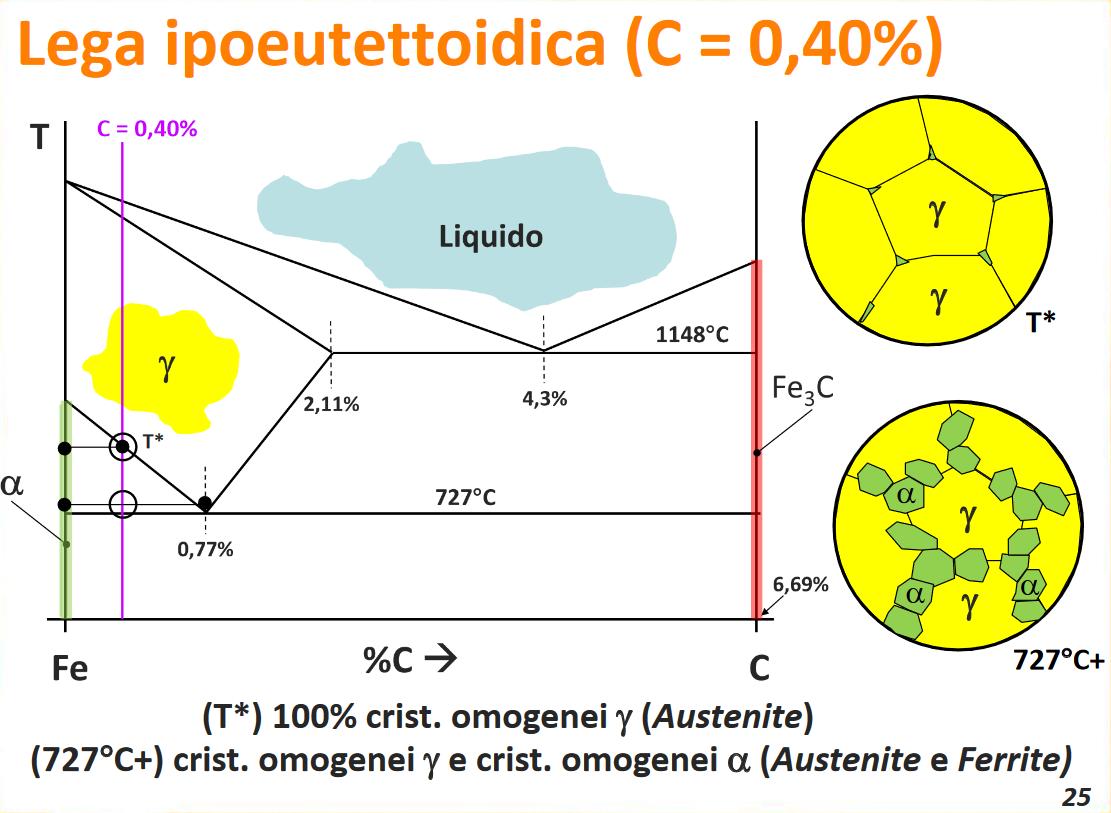 Lega ipoeutettoidica (C = 0,40%)
T
C = 0,40%
Liquido
γ
γ
γ
T*
1148°C
2,11%
4,3%
Fe₃C
T*
α
727°C
0,77%
α
γ
α
α
γ
6,69%
727°C+
Fe
%C →
C
(T*) 100% crist. omogenei γ (Austenite)
(727°C+) crist. omogenei γ e crist. omogenei α (Austenite e Ferrite)
25